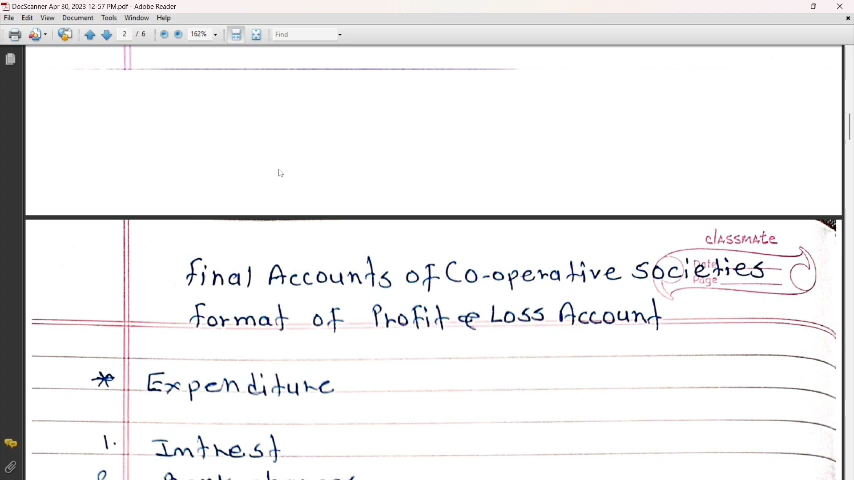 DocScanner Apr 30, 2023 12-57 PM.pdf - Adobe Reader
File Edit View Document Tools Window Help
2 / 6 162% Find
classmate
Date
Page
final Accounts of Co-operative societies
format of Profit & Loss Account
* Expenditure
1. Intrest